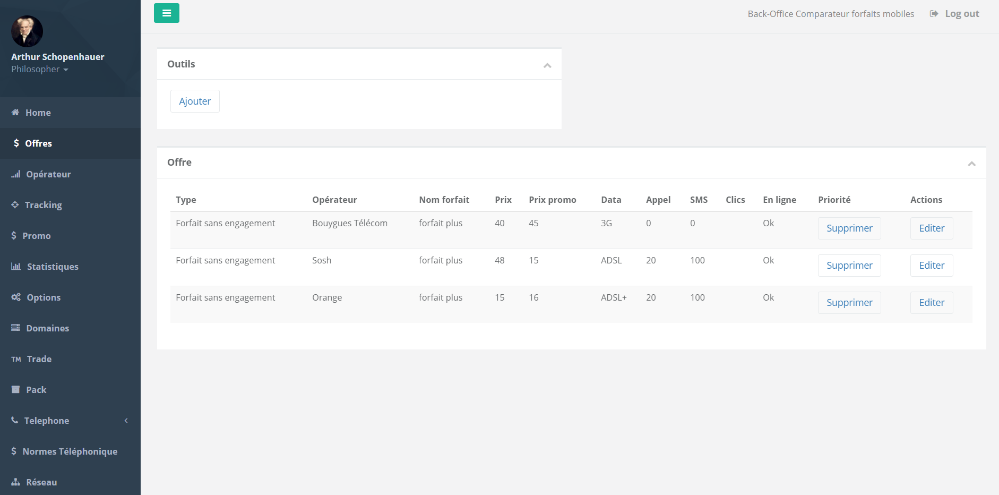 Arthur Schopenhauer
Philosopher
Home
Offres
Opérateur
Tracking
Promo
Statistiques
Options
Domaines
TM Trade
Pack
Telephone
Normes Téléphonique
Réseau
Back-Office Comparateur forfaits mobiles Log out
Outils
Ajouter
Offre
Type Opérateur Nom forfait Prix Prix promo Data Appel SMS Clics En ligne Priorité Actions
Forfait sans engagement Bouygues Télécom forfait plus 40 45 3G 0 0 Ok Supprimer Editer
Forfait sans engagement Sosh forfait plus 48 15 ADSL 20 100 Ok Supprimer Editer
Forfait sans engagement Orange forfait plus 15 16 ADSL+ 20 100 Ok Supprimer Editer